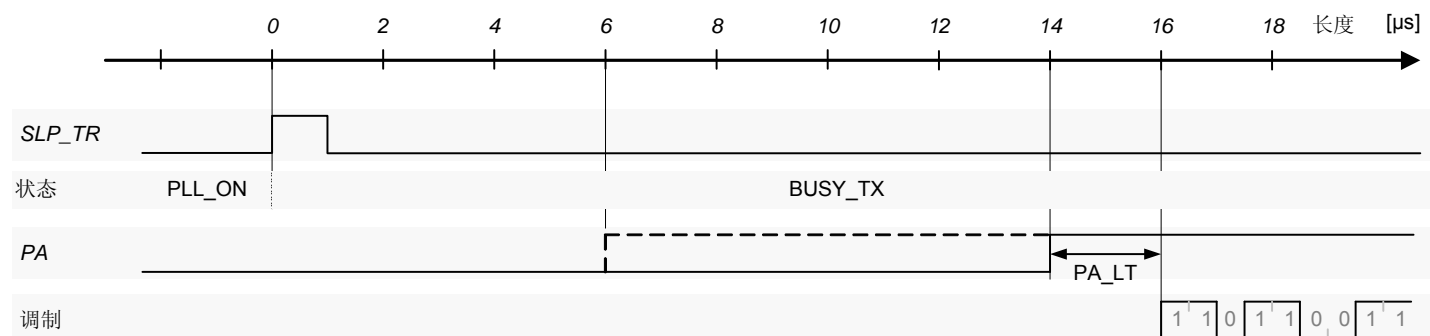 0 2 4 6 8 10 12 14 16 18 长度 [μs]
SLP_TR
状态 PLL_ON BUSY_TX
PA
PA_LT
调制 1 1 0 1 1 0 0 1 1